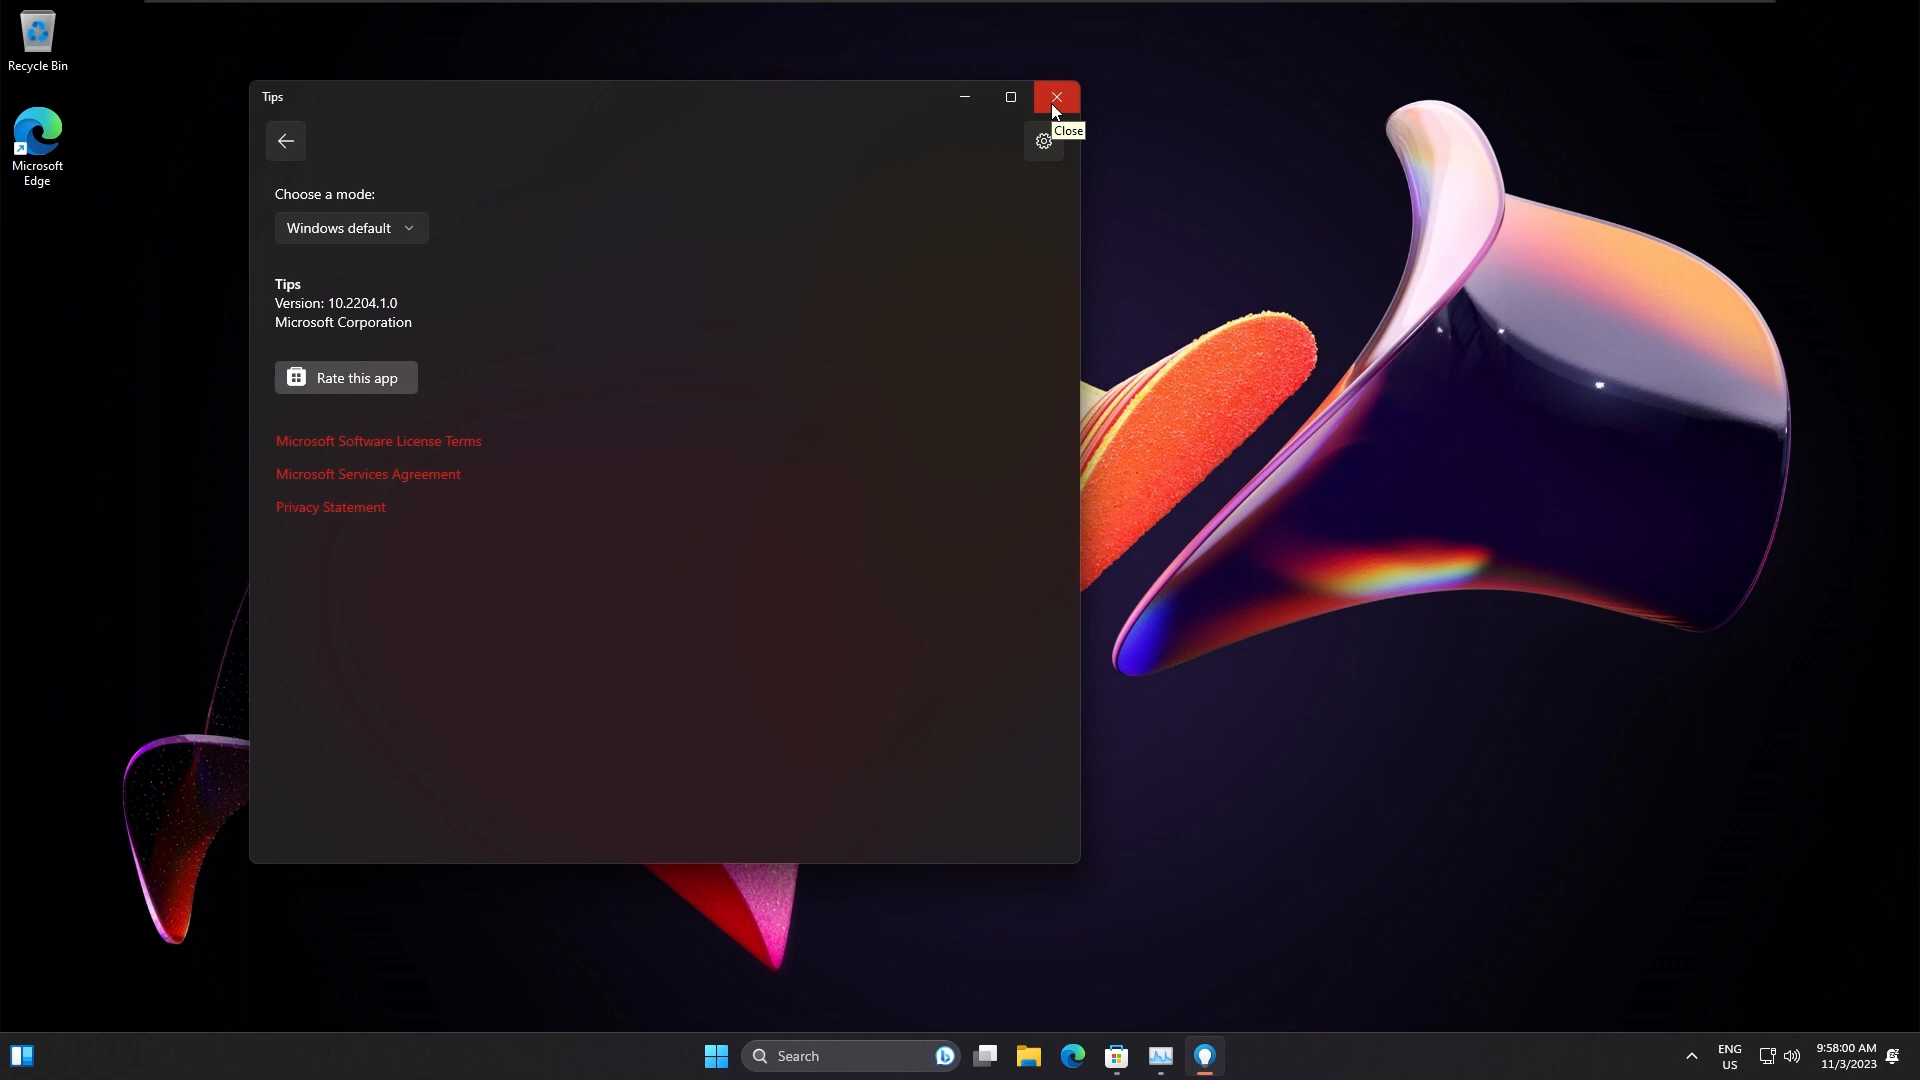 Recycle Bin
Microsoft
Edge
Tips
Close
Choose a mode:
Windows default
Tips
Version: 10.2204.1.0
Microsoft Corporation
Rate this app
Microsoft Software License Terms
Microsoft Services Agreement
Privacy Statement
Search
ENG
US
9:58:00 AM
11/3/2023